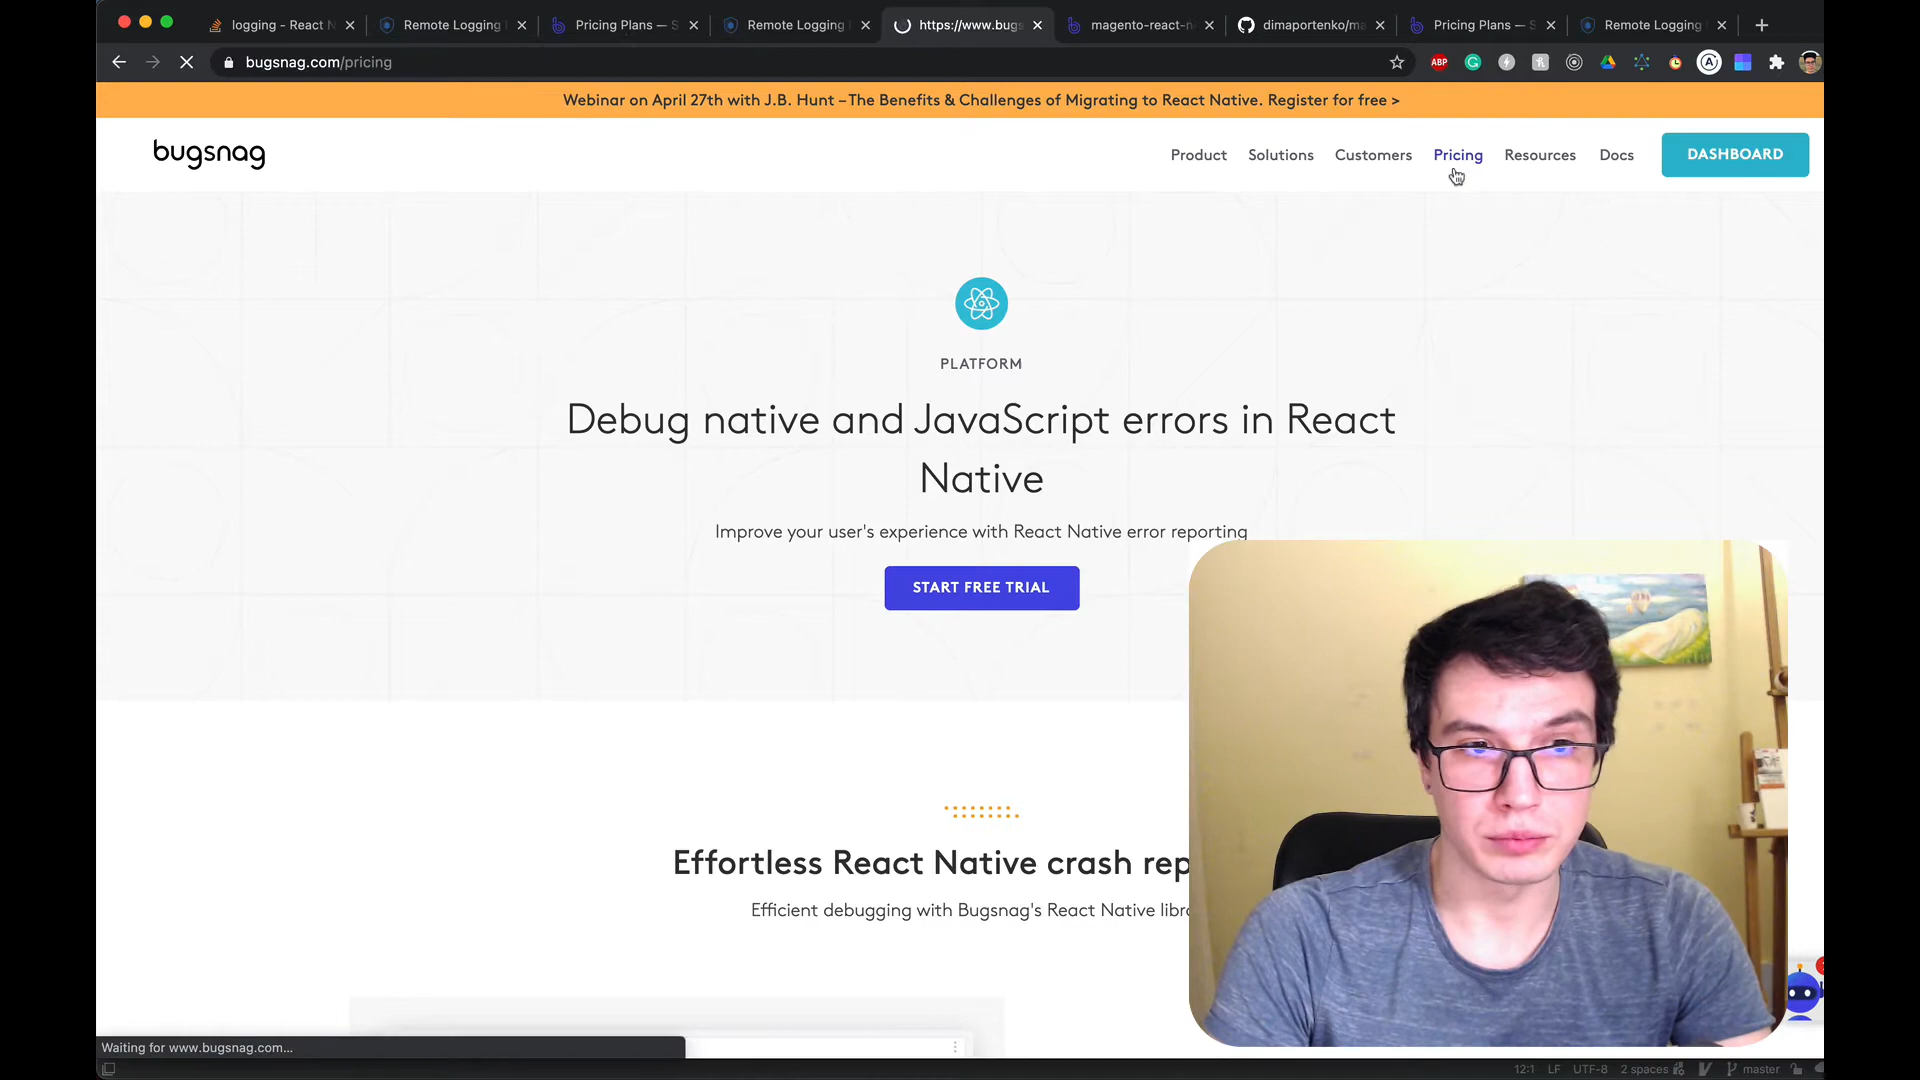 logging - React N
Remote Logging
Pricing Plans — S
Remote Logging
https://www.bugs
magento-react-n
dimaportenko/ma
Pricing Plans — S
Remote Logging
bugsnag.com/pricing
ABP
Webinar on April 27th with J.B. Hunt – The Benefits & Challenges of Migrating to React Native. Register for free >
bugsnag
Product
Solutions
Customers
Pricing
Resources
Docs
DASHBOARD
PLATFORM
Debug native and JavaScript errors in React
Native
Improve your user's experience with React Native error reporting
START FREE TRIAL
Effortless React Native crash rep
Efficient debugging with Bugsnag's React Native libr
Waiting for www.bugsnag.com...
12:1 LF UTF-8 2 spaces master